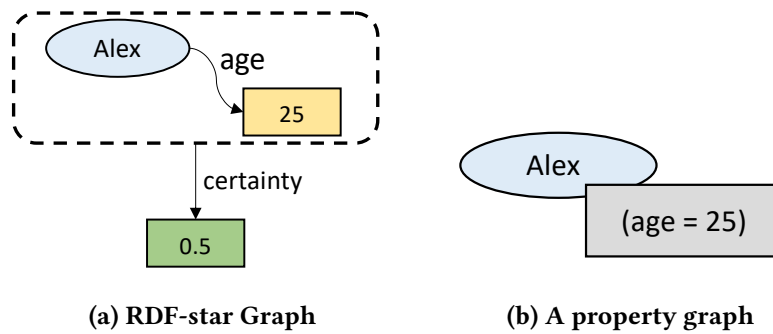 Alex
age
25
certainty
0.5
(a) RDF-star Graph
Alex
(age = 25)
(b) A property graph